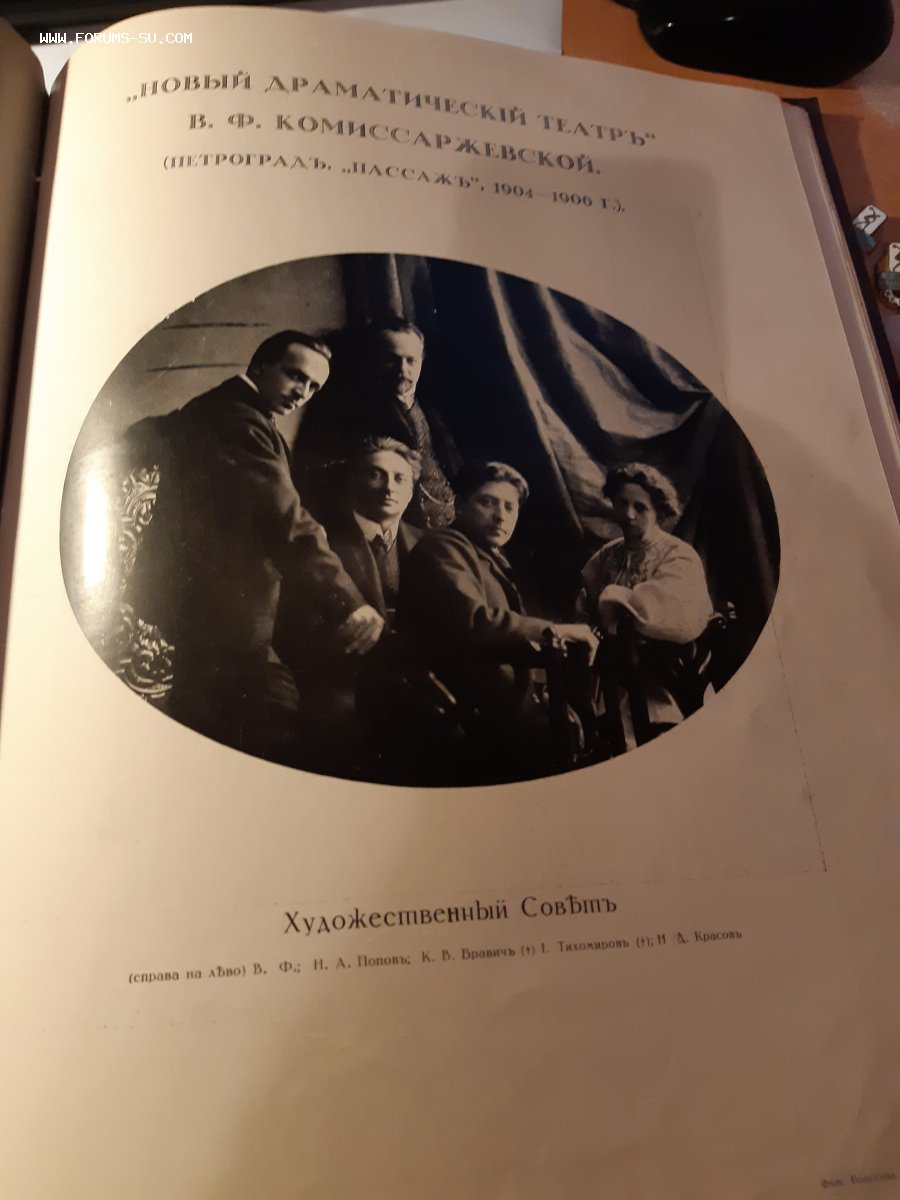 WWW.FORUMS-SU.COM
„НОВЫЙ ДРАМАТИЧЕСКІЙ ТЕАТРЪ“
В. Ф. КОМИССАРЖЕВСКОЙ.
(ПЕТРОГРАДЪ, „ПАССАЖЪ“, 1904—1906 Г.).
Художественный Совѣтъ
(справа на лѣво) В. Ф.; Н. А. Поповъ; К. В. Бравичъ (†) І. Тихомировъ (†); Н. Д. Красовъ
фот.